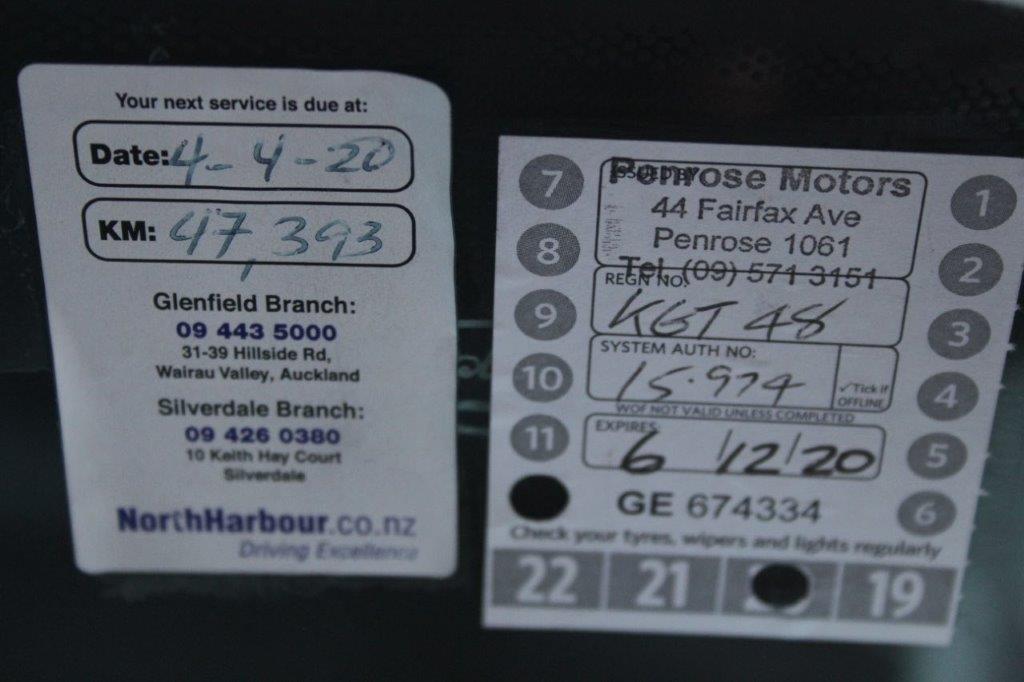 Your next service is due at:
Date: 4-4-20
KM: 47,393
Glenfield Branch:
09 443 5000
31-39 Hillside Rd,
Wairau Valley, Auckland
Silverdale Branch:
09 426 0380
10 Keith Hay Court
Silverdale
NorthHarbour.co.nz
Driving Excellence
7
8
9
10
11
ISSUED BY
Penrose Motors
44 Fairfax Ave
Penrose 1061
Tel. (09) 571 3151
REGN NO:
KGT 48
SYSTEM AUTH NO:
15.974
✓Tick if
OFFLINE
WOF NOT VALID UNLESS COMPLETED
EXPIRES:
6/12/20
GE 674334
Check your tyres, wipers and lights regularly
1
2
3
4
5
6
22 21 19